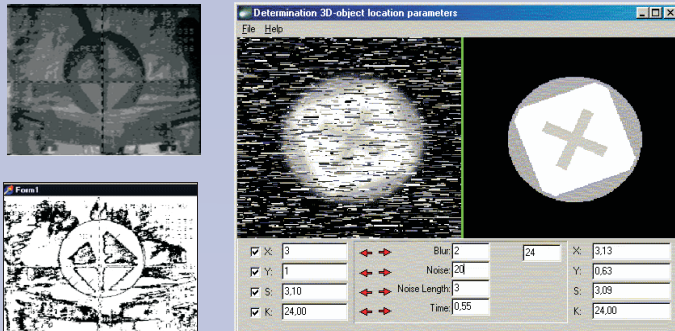 Determination 3D-object location parameters
File Help
Form1
X: 3 Blur: 2 24 X: 3,13
Y: 1 Noise: 20 Y: 0,63
S: 3,10 Noise Length: 3 S: 3,09
K: 24,00 Time: 0,55 K: 24,00